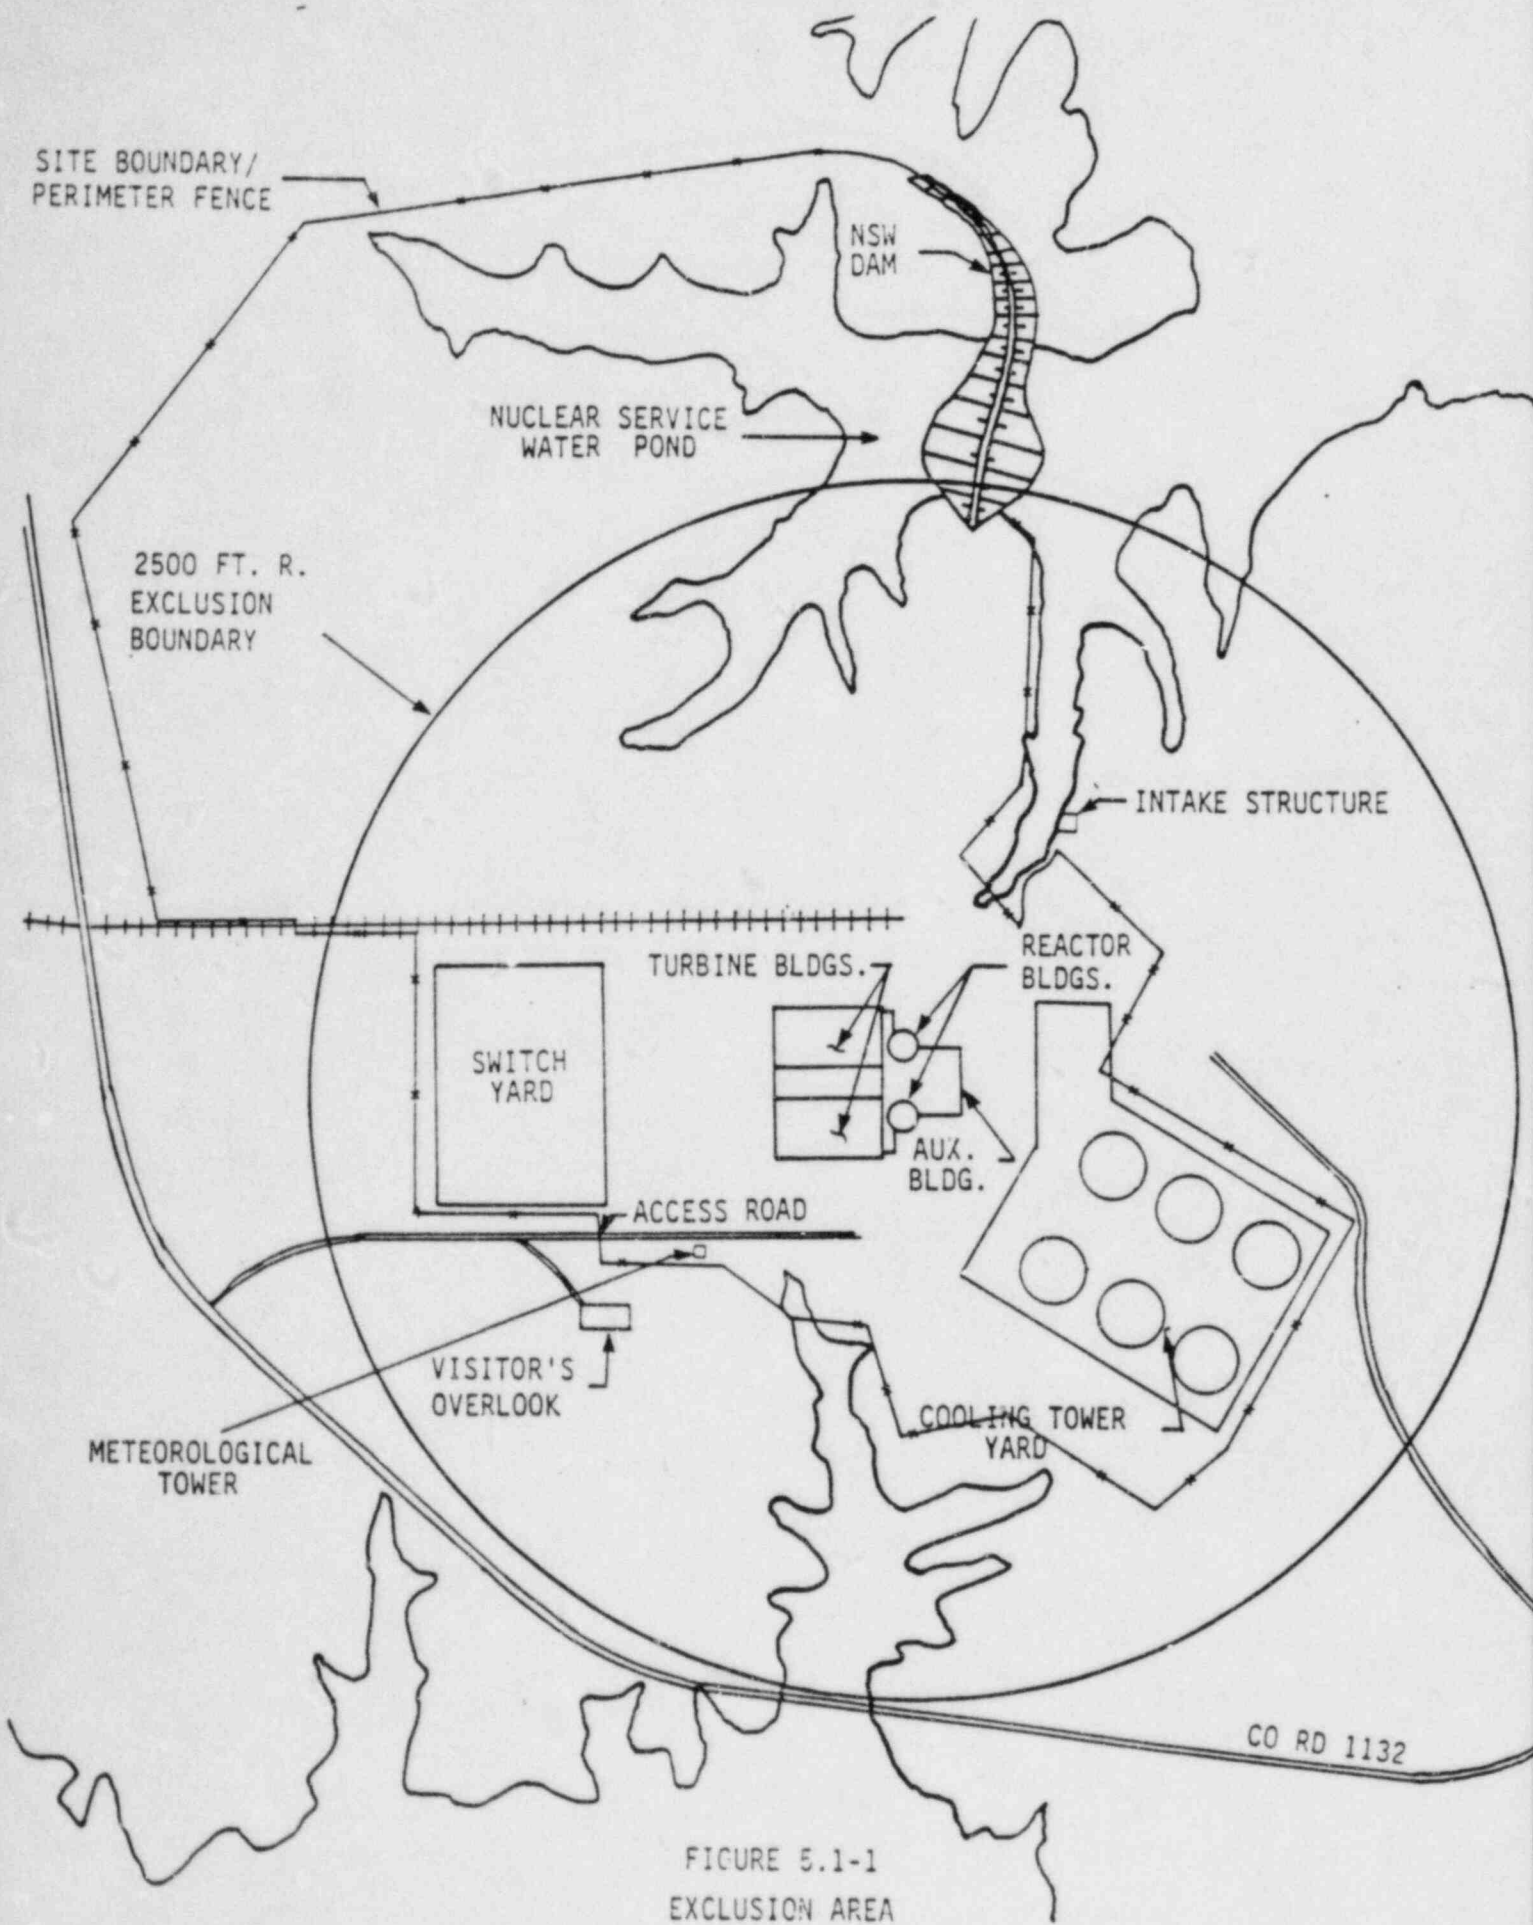 SITE BOUNDARY/
PERIMETER FENCE
NSW
DAM
NUCLEAR SERVICE
WATER POND
2500 FT. R.
EXCLUSION
BOUNDARY
INTAKE STRUCTURE
TURBINE BLDGS.
REACTOR
BLDGS.
SWITCH
YARD
AUX.
BLDG.
ACCESS ROAD
VISITOR'S
OVERLOOK
COOLING TOWER
YARD
METEOROLOGICAL
TOWER
CO RD 1132
FIGURE 5.1-1
EXCLUSION AREA